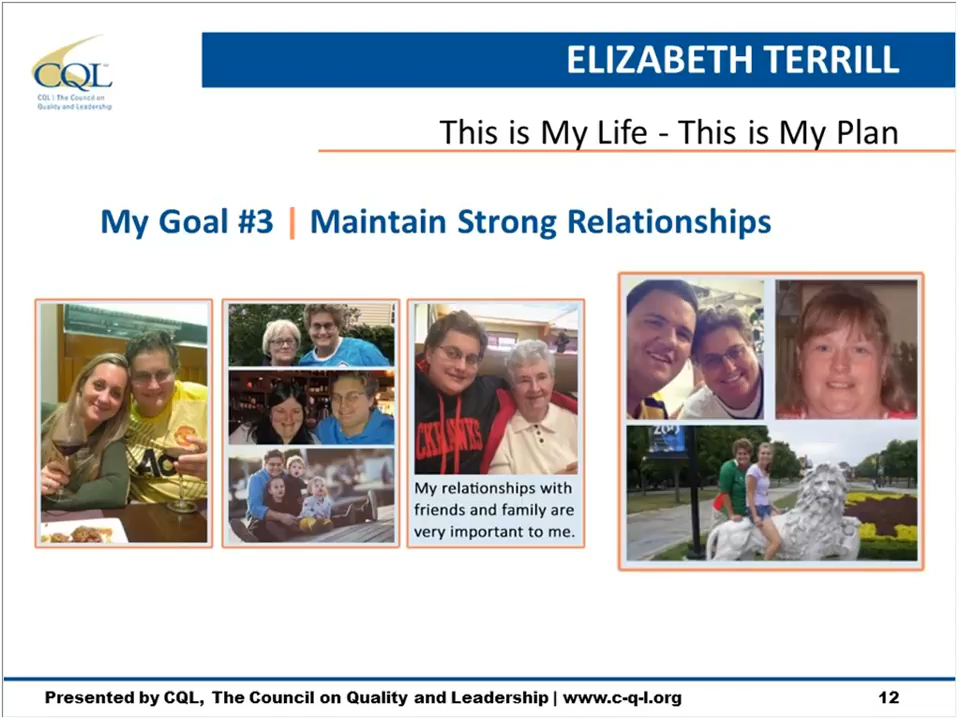 CQL
CQL | The Council on
Quality and Leadership
ELIZABETH TERRILL
This is My Life - This is My Plan
My Goal #3 | Maintain Strong Relationships
My relationships with
friends and family are
very important to me.
Presented by CQL, The Council on Quality and Leadership | www.c-q-l.org
12